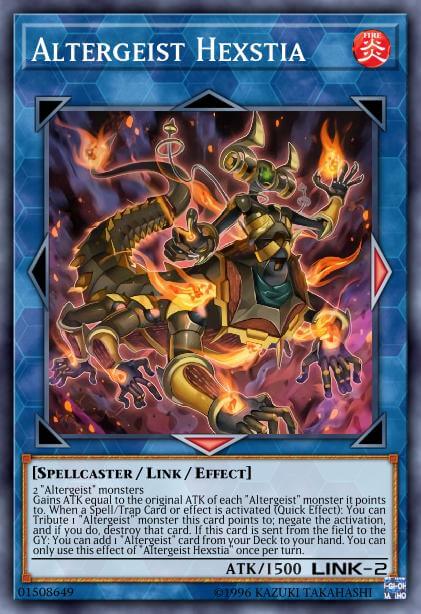 ALTERGEIST HEXSTIA
FIRE
炎
[SPELLCASTER / LINK / EFFECT]
2 "Altergeist" monsters
Gains ATK equal to the original ATK of each "Altergeist" monster it points
to. When a Spell/Trap Card or effect is activated (Quick Effect): You can
Tribute 1 "Altergeist" monster this card points to; negate the activation,
and if you do, destroy that card. If this card is sent from the field to the
GY: You can add 1 "Altergeist" card from your Deck to your hand. You can
only use this effect of "Altergeist Hexstia" once per turn.
ATK/1500 LINK-2
01508649 ©1996 KAZUKI TAKAHASHI